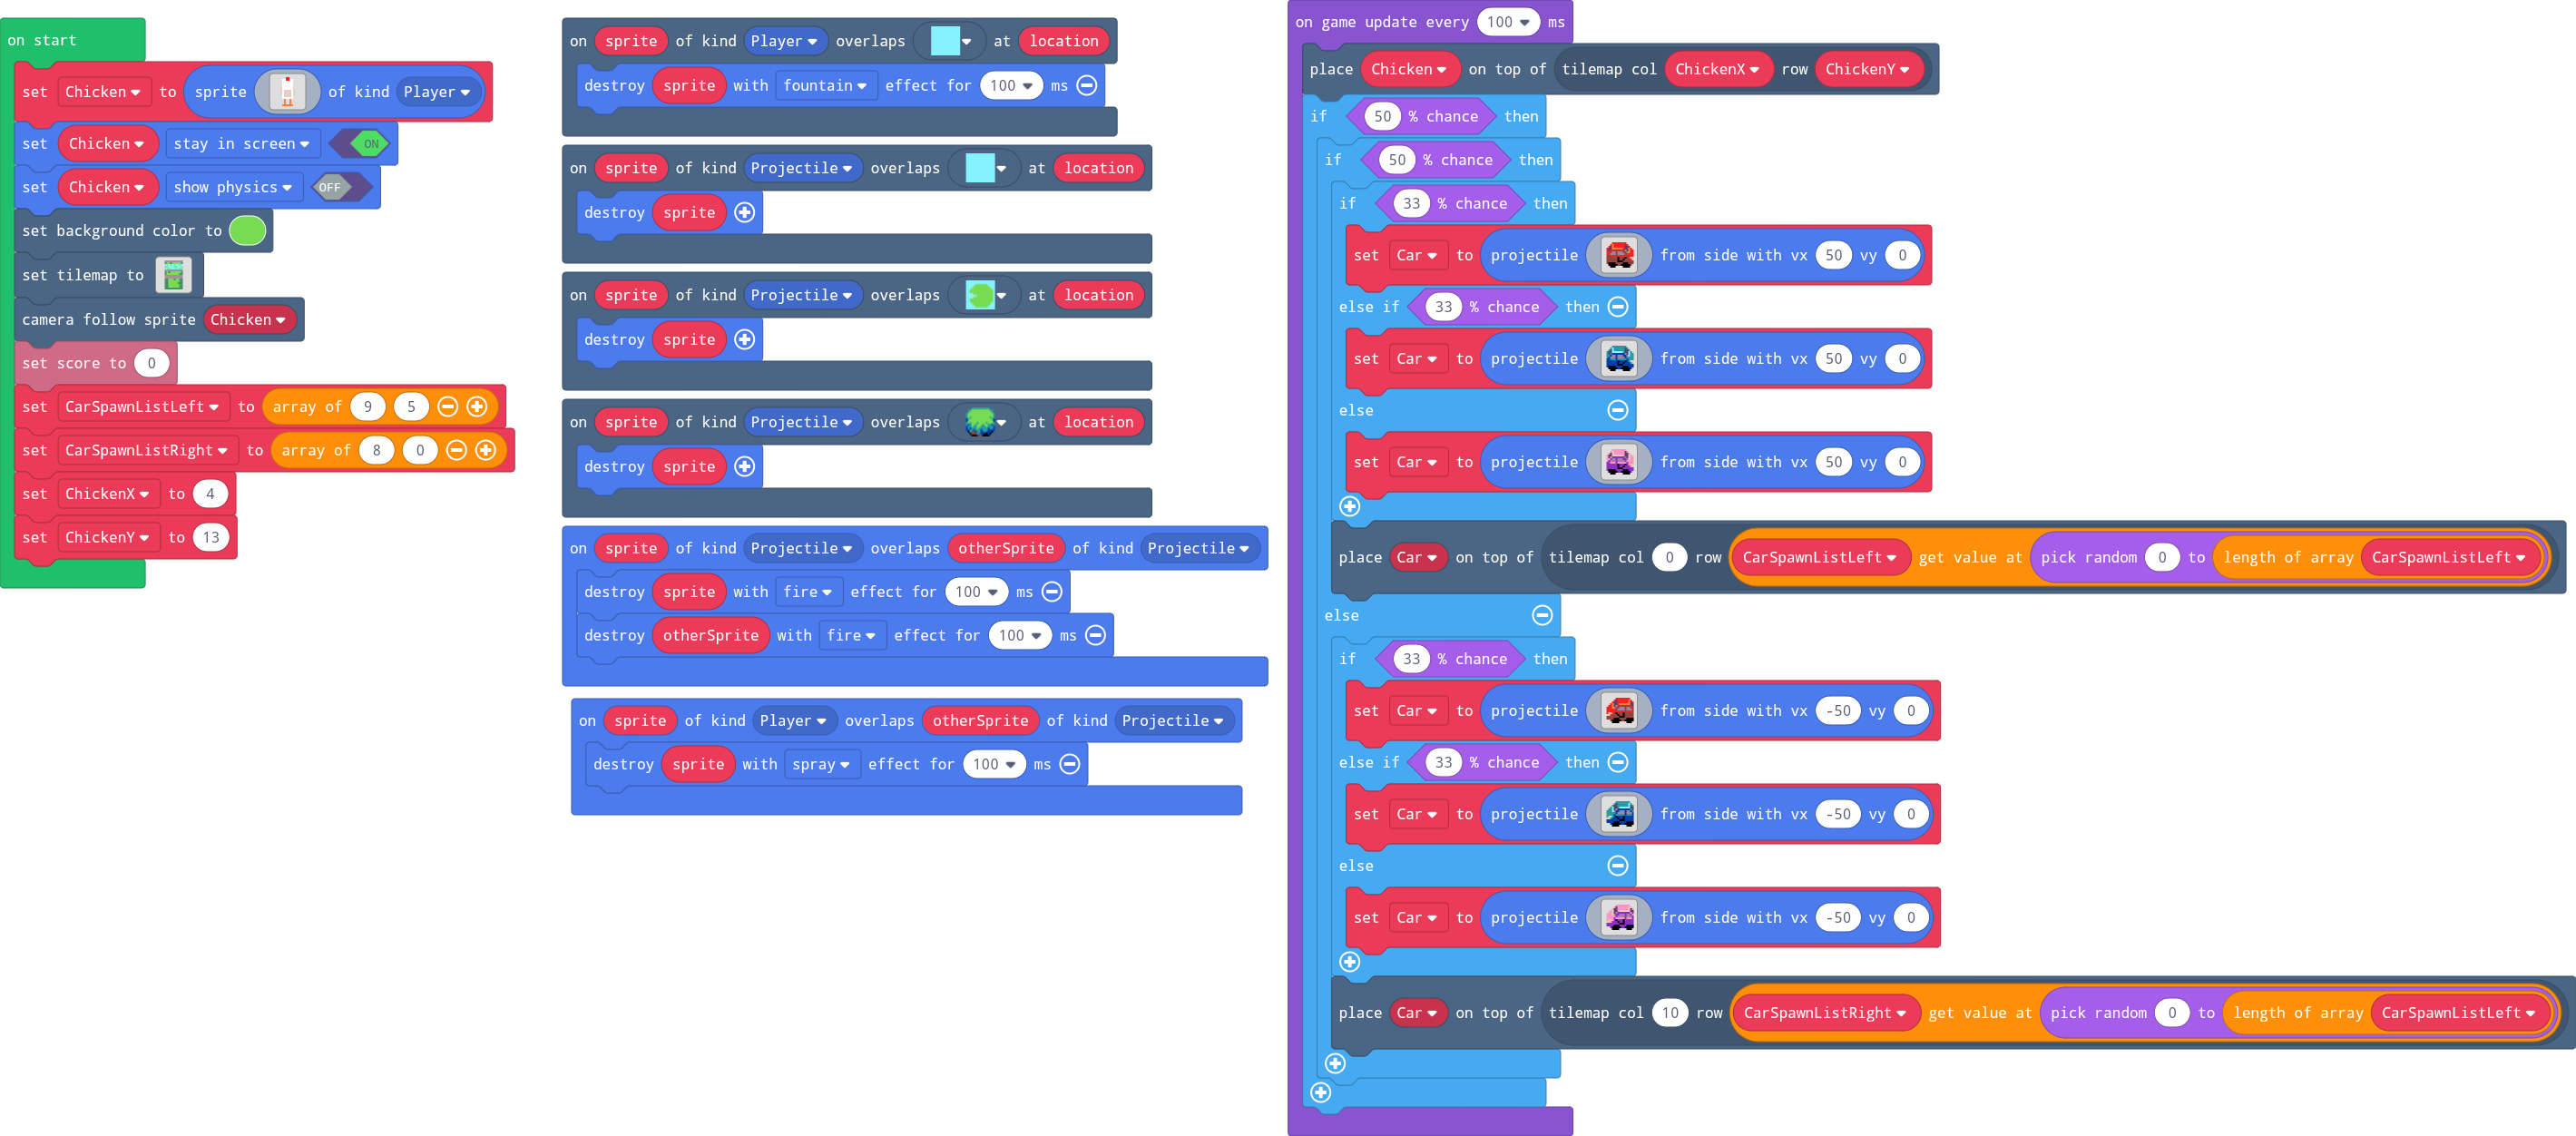 on start
set Chicken to sprite of kind Player
set Chicken stay in screen ON
set Chicken show physics OFF
set background color to
set tilemap to
camera follow sprite Chicken
set score to 0
set CarSpawnListLeft to array of 9 5
set CarSpawnListRight to array of 8 0
set ChickenX to 4
set ChickenY to 13
on sprite of kind Player overlaps at location
destroy sprite with fountain effect for 100 ms
on sprite of kind Projectile overlaps at location
destroy sprite
on sprite of kind Projectile overlaps at location
destroy sprite
on sprite of kind Projectile overlaps at location
destroy sprite
on sprite of kind Projectile overlaps otherSprite of kind Projectile
destroy sprite with fire effect for 100 ms
destroy otherSprite with fire effect for 100 ms
on sprite of kind Player overlaps otherSprite of kind Projectile
destroy sprite with spray effect for 100 ms
on game update every 100 ms
place Chicken on top of tilemap col ChickenX row ChickenY
if 50 % chance then
if 50 % chance then
if 33 % chance then
set Car to projectile from side with vx 50 vy 0
else if 33 % chance then
set Car to projectile from side with vx 50 vy 0
else
set Car to projectile from side with vx 50 vy 0
place Car on top of tilemap col 0 row CarSpawnListLeft get value at pick random 0 to length of array CarSpawnListLeft
else
if 33 % chance then
set Car to projectile from side with vx -50 vy 0
else if 33 % chance then
set Car to projectile from side with vx -50 vy 0
else
set Car to projectile from side with vx -50 vy 0
place Car on top of tilemap col 10 row CarSpawnListRight get value at pick random 0 to length of array CarSpawnListLeft